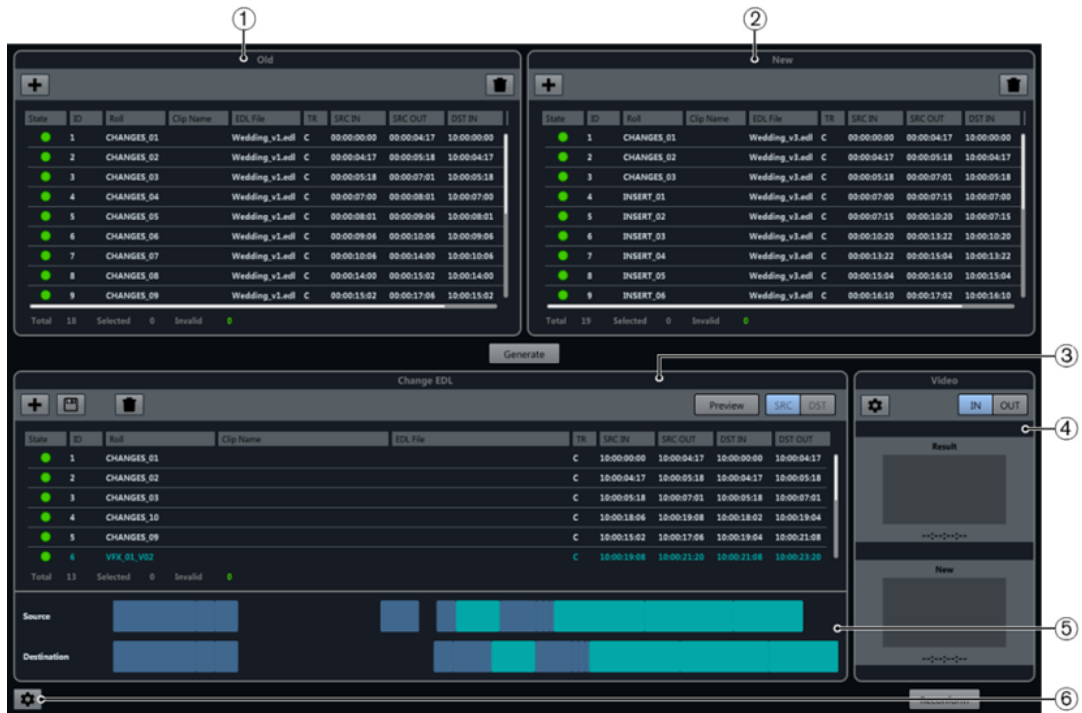 ① ②
Old
State ID Roll Clip Name EDL File TR SRC IN SRC OUT DST IN
1 CHANGES_01 Wedding_v1.edl C 00:00:00:00 00:00:04:17 10:00:00:00
2 CHANGES_02 Wedding_v1.edl C 00:00:04:17 00:00:05:18 10:00:04:17
3 CHANGES_03 Wedding_v1.edl C 00:00:05:18 00:00:07:01 10:00:05:18
4 CHANGES_04 Wedding_v1.edl C 00:00:07:00 00:00:08:01 10:00:07:00
5 CHANGES_05 Wedding_v1.edl C 00:00:08:01 00:00:09:06 10:00:08:01
6 CHANGES_06 Wedding_v1.edl C 00:00:09:06 00:00:10:06 10:00:09:06
7 CHANGES_07 Wedding_v1.edl C 00:00:10:06 00:00:14:00 10:00:10:06
8 CHANGES_08 Wedding_v1.edl C 00:00:14:00 00:00:15:02 10:00:14:00
9 CHANGES_09 Wedding_v1.edl C 00:00:15:02 00:00:17:06 10:00:15:02
Total 18 Selected 0 Invalid 0
New
State ID Roll Clip Name EDL File TR SRC IN SRC OUT DST IN
1 CHANGES_01 Wedding_v3.edl C 00:00:00:00 00:00:04:17 10:00:00:00
2 CHANGES_02 Wedding_v3.edl C 00:00:04:17 00:00:05:18 10:00:04:17
3 CHANGES_03 Wedding_v3.edl C 00:00:05:18 00:00:07:01 10:00:05:18
4 INSERT_01 Wedding_v3.edl C 00:00:07:00 00:00:07:15 10:00:07:00
5 INSERT_02 Wedding_v3.edl C 00:00:07:15 00:00:10:20 10:00:07:15
6 INSERT_03 Wedding_v3.edl C 00:00:10:20 00:00:13:22 10:00:10:20
7 INSERT_04 Wedding_v3.edl C 00:00:13:22 00:00:15:04 10:00:13:22
8 INSERT_05 Wedding_v3.edl C 00:00:15:04 00:00:16:10 10:00:15:04
9 INSERT_06 Wedding_v3.edl C 00:00:16:10 00:00:17:02 10:00:16:10
Total 19 Selected 0 Invalid 0
Generate
③
Change EDL
Preview SRC DST
State ID Roll Clip Name EDL File TR SRC IN SRC OUT DST IN DST OUT
1 CHANGES_01 C 10:00:00:00 10:00:04:17 10:00:00:00 10:00:04:17
2 CHANGES_02 C 10:00:04:17 10:00:05:18 10:00:04:17 10:00:05:18
3 CHANGES_03 C 10:00:05:18 10:00:07:01 10:00:05:18 10:00:07:01
4 CHANGES_10 C 10:00:18:06 10:00:19:08 10:00:18:02 10:00:19:04
5 CHANGES_09 C 10:00:15:02 10:00:17:06 10:00:19:04 10:00:21:08
6 VFX_01_V02 C 10:00:19:08 10:00:21:20 10:00:21:08 10:00:23:20
Total 13 Selected 0 Invalid 0
Source
Destination
Video
IN OUT
④
Result
--:--:--:--
New
--:--:--:--
⑤
Reconform
⑥